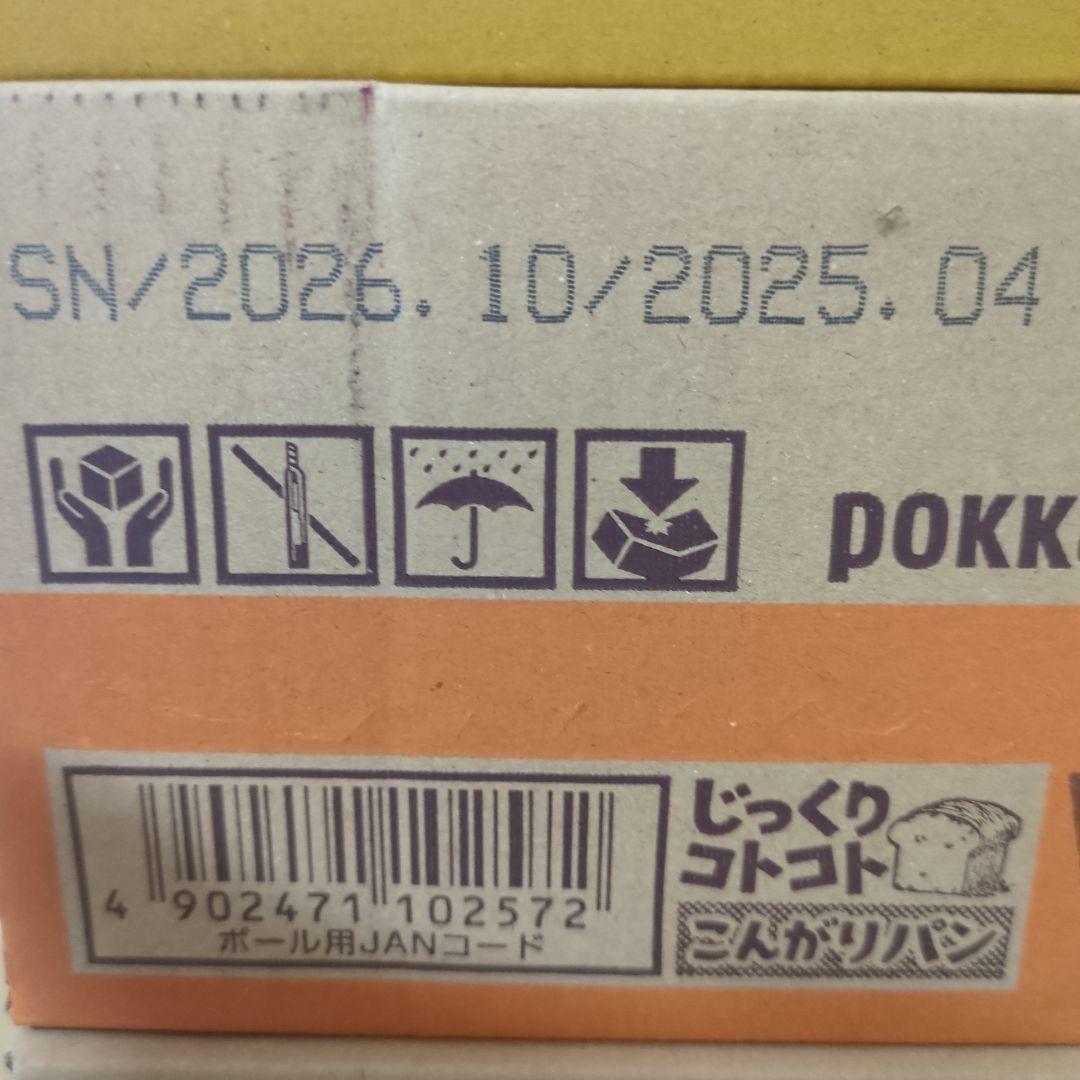 SN/2026.10/2025.04
pokka
じっくり
コトコト
こんがりパン
4 902471 102572
ボール用JANコード